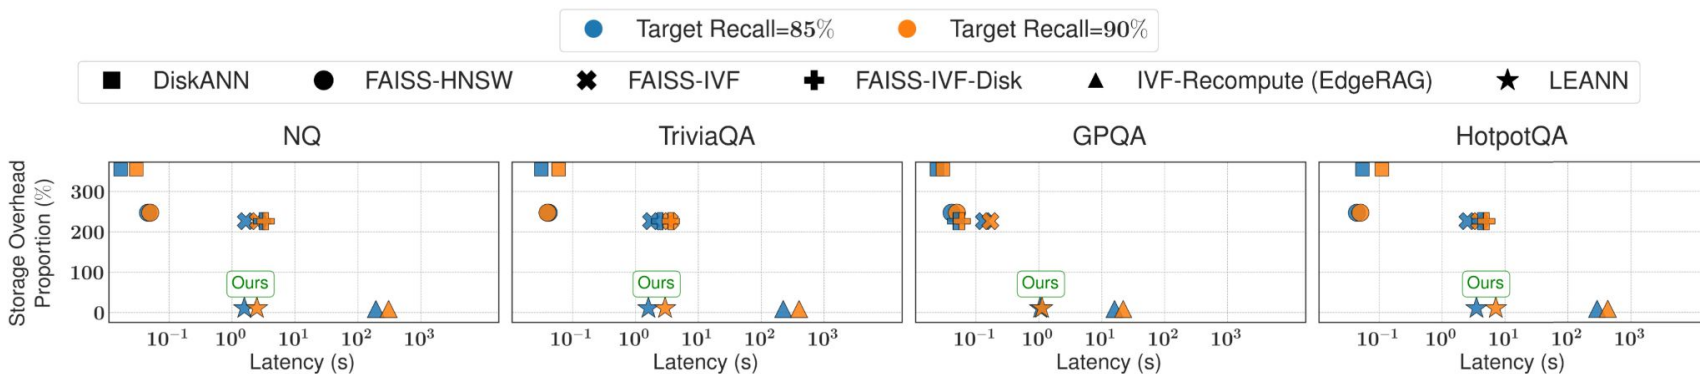 Target Recall=85% Target Recall=90%
DiskANN FAISS-HNSW FAISS-IVF FAISS-IVF-Disk IVF-Recompute (EdgeRAG) LEANN
NQ TriviaQA GPQA HotpotQA
Storage Overhead
Proportion (%)
300
200
100
0
Ours Ours Ours Ours
10⁻¹ 10⁰ 10¹ 10² 10³ 10⁻¹ 10⁰ 10¹ 10² 10³ 10⁻¹ 10⁰ 10¹ 10² 10³ 10⁻¹ 10⁰ 10¹ 10² 10³
Latency (s) Latency (s) Latency (s) Latency (s)